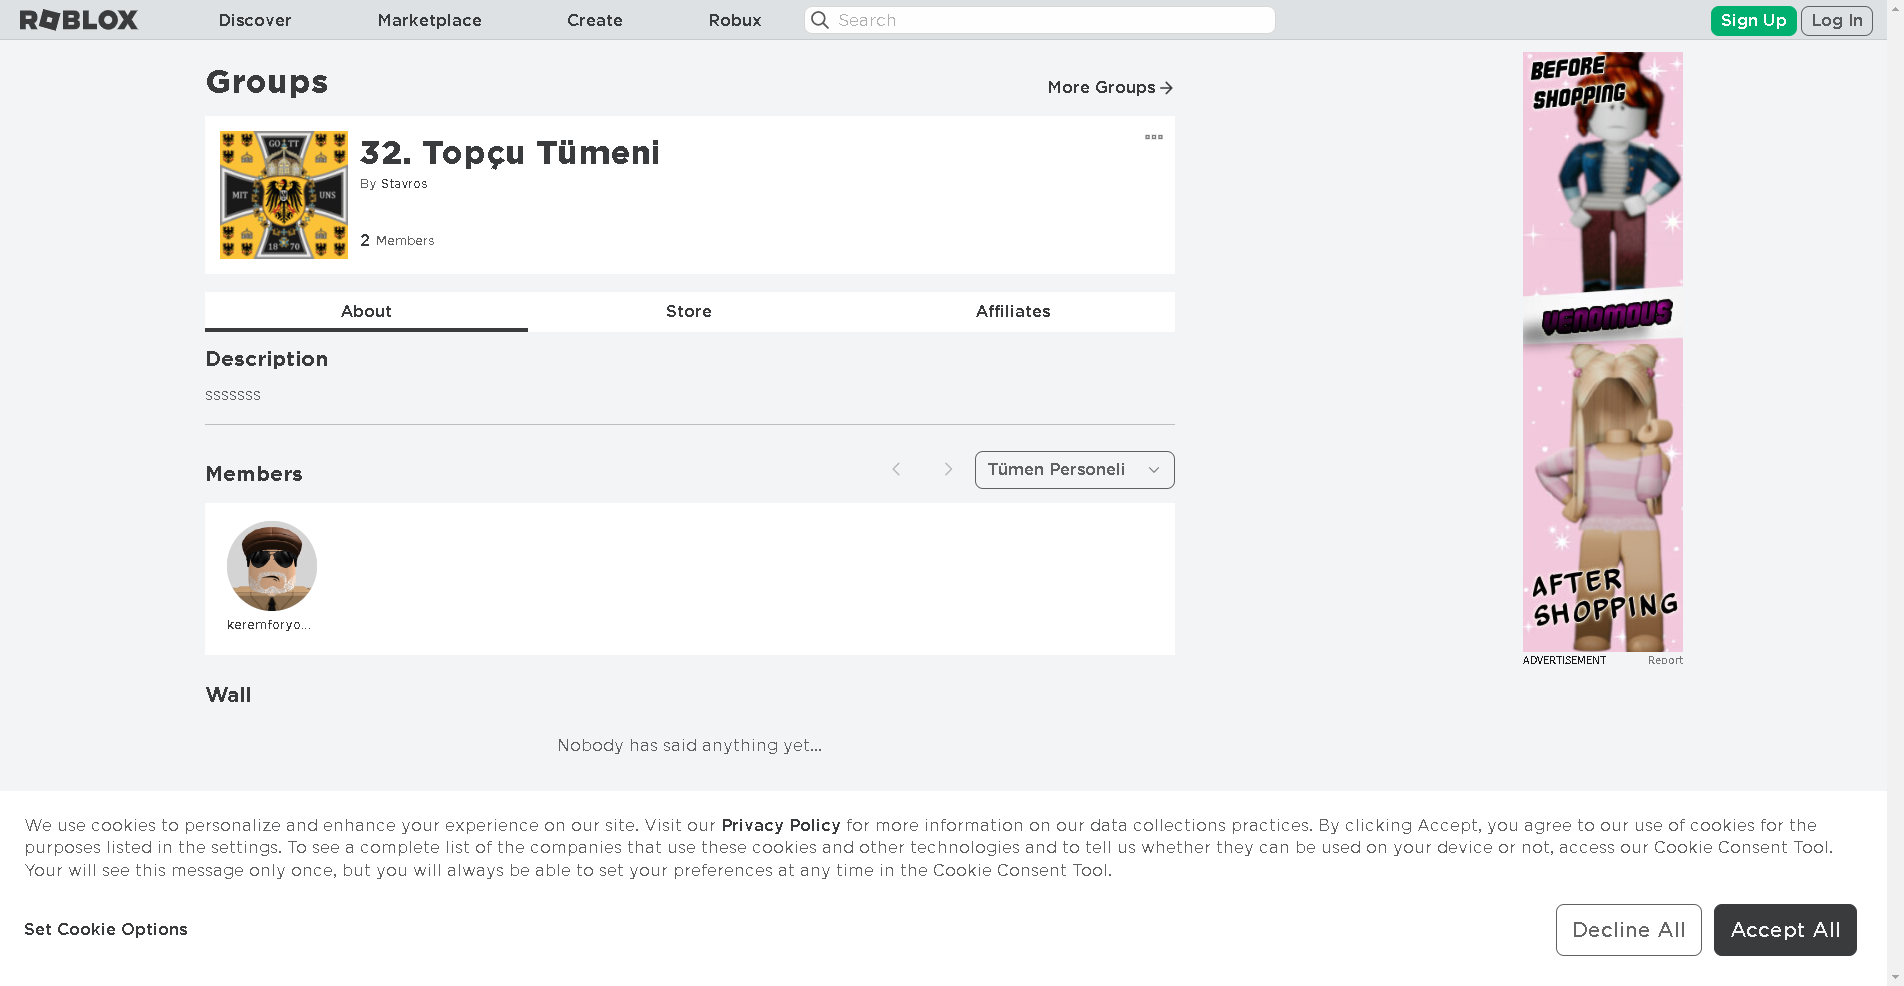 ROBLOX
Discover
Marketplace
Create
Robux
Search
Sign Up
Log In
Groups
More Groups
GOTT
MIT
UNS
18 70
32. Topçu Tümeni
By Stavros
2 Members
About
Store
Affiliates
Description
sssssss
Members
Tümen Personeli
keremforyo...
Wall
Nobody has said anything yet...
BEFORE
SHOPPING
VENOMOUS
AFTER
SHOPPING
ADVERTISEMENT
Report
We use cookies to personalize and enhance your experience on our site. Visit our Privacy Policy for more information on our data collections practices. By clicking Accept, you agree to our use of cookies for the
purposes listed in the settings. To see a complete list of the companies that use these cookies and other technologies and to tell us whether they can be used on your device or not, access our Cookie Consent Tool.
Your will see this message only once, but you will always be able to set your preferences at any time in the Cookie Consent Tool.
Set Cookie Options
Decline All
Accept All